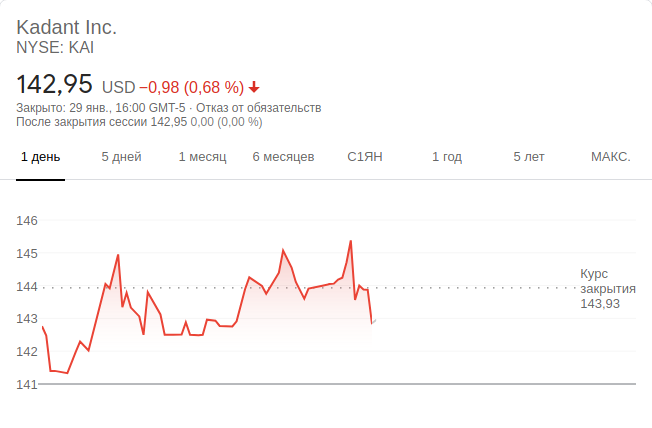 Kadant Inc.
NYSE: KAI
142,95 USD −0,98 (0,68 %)
Закрыто: 29 янв., 16:00 GMT-5 · Отказ от обязательств
После закрытия сессии 142,95 0,00 (0,00 %)
1 день 5 дней 1 месяц 6 месяцев С1ЯН 1 год 5 лет МАКС.
146
145
144
143
142
141
Курс
закрытия
143,93